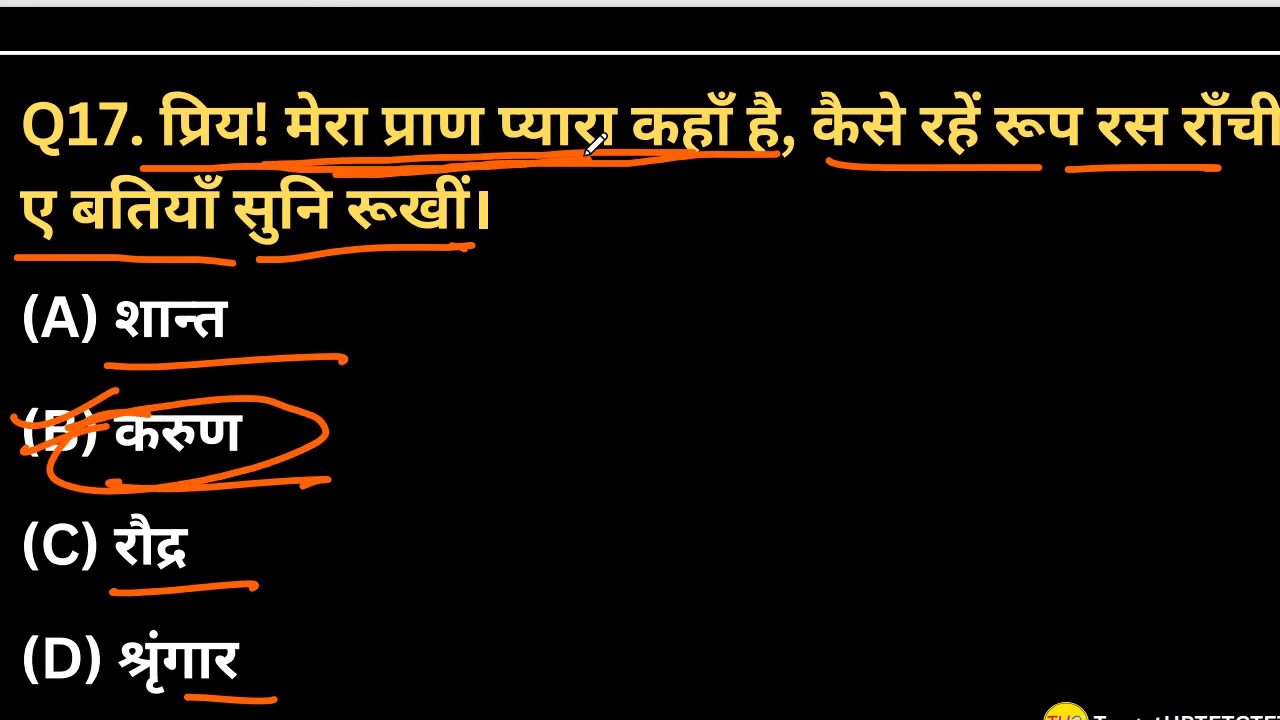 Q17. प्रिय! मेरा प्राण प्यारा कहाँ है, कैसे रहें रूप रस राँची
ए बतियाँ सुनि रूखीं।
(A) शान्त
(B) करुण
(C) रौद्र
(D) श्रृंगार